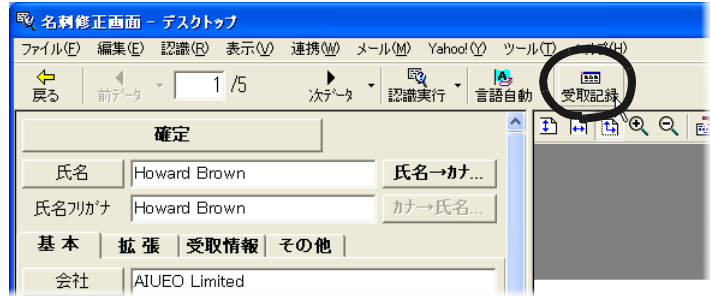 名刺修正画面 - デスクトップ
ファイル(F) 編集(E) 認識(R) 表示(V) 連携(W) メール(M) Yahoo!(Y) ツール(T) ヘルプ(H)
戻る 前データ 1 /5 次データ 認識実行 言語自動 受取記録
確定
氏名 Howard Brown 氏名→カナ...
氏名フリガナ Howard Brown カナ→氏名...
基本 拡張 受取情報 その他
会社 AIUEO Limited